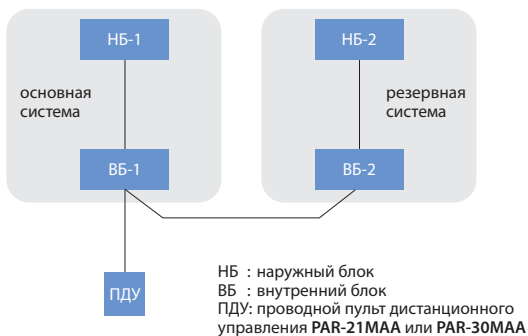 НБ-1
НБ-2
основная
система
резервная
система
ВБ-1
ВБ-2
ПДУ
НБ : наружный блок
ВБ : внутренний блок
ПДУ: проводной пульт дистанционного
управления PAR-21MAA или PAR-30MAA